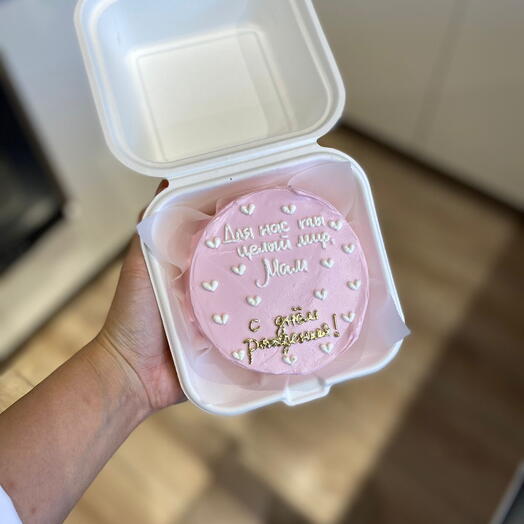 Для нас ты
целый мир,
Мам
с днём
рождения!